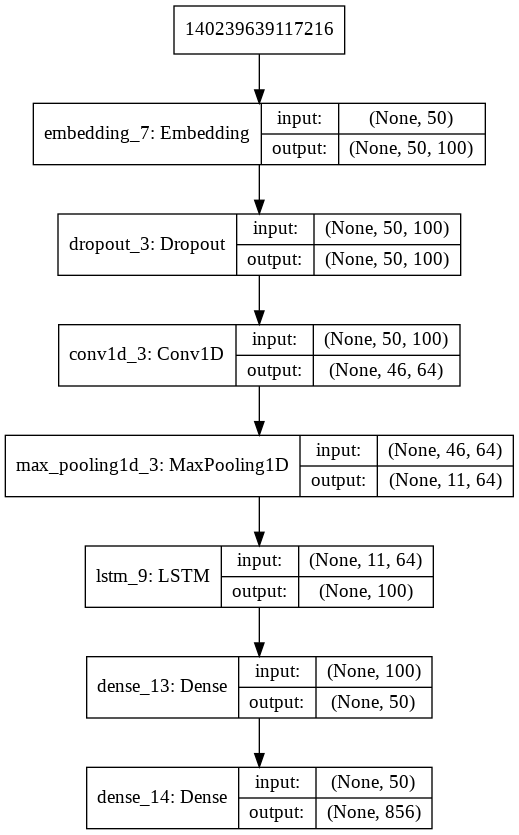 140239639117216
embedding_7: Embedding
input:
(None, 50)
output:
(None, 50, 100)
dropout_3: Dropout
input:
(None, 50, 100)
output:
(None, 50, 100)
conv1d_3: Conv1D
input:
(None, 50, 100)
output:
(None, 46, 64)
max_pooling1d_3: MaxPooling1D
input:
(None, 46, 64)
output:
(None, 11, 64)
lstm_9: LSTM
input:
(None, 11, 64)
output:
(None, 100)
dense_13: Dense
input:
(None, 100)
output:
(None, 50)
dense_14: Dense
input:
(None, 50)
output:
(None, 856)